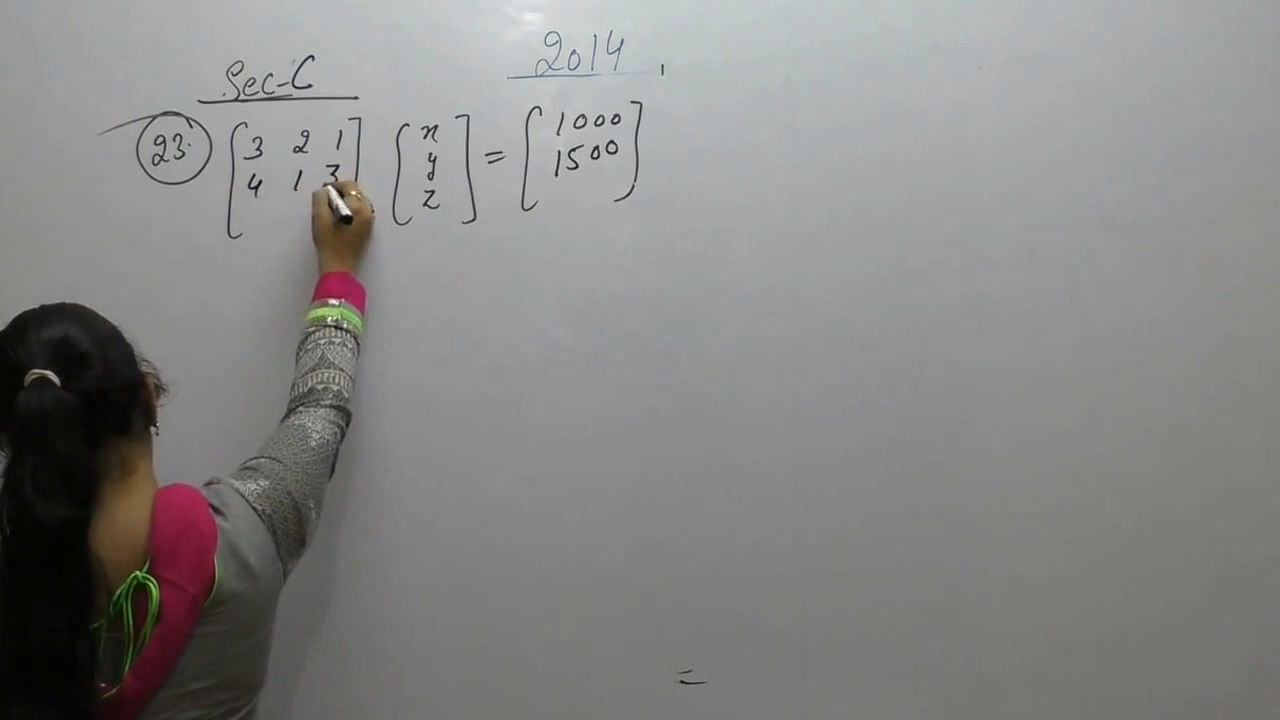 2014
Sec-C
23. [3 2 1] [x] = [1000]
[4 1 3] [y] [1500]
[z]
=